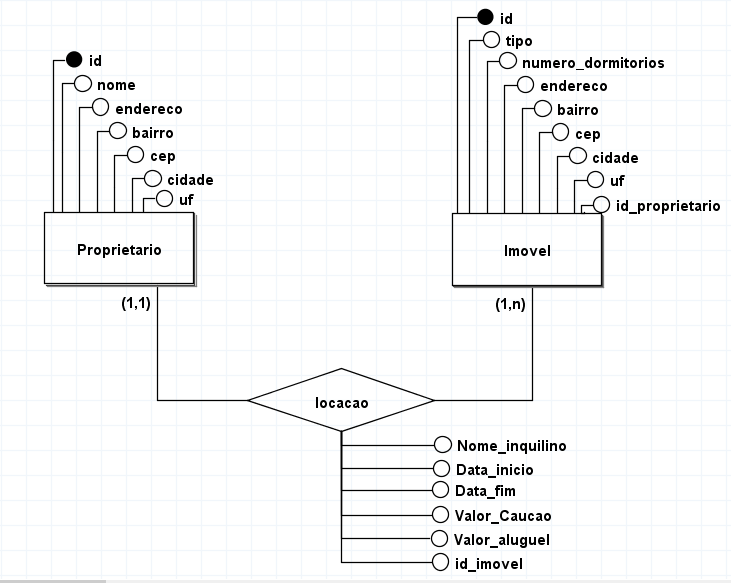 id
nome
endereco
bairro
cep
cidade
uf
Proprietario
(1,1)
id
tipo
numero_dormitorios
endereco
bairro
cep
cidade
uf
id_proprietario
Imovel
(1,n)
locacao
Nome_inquilino
Data_inicio
Data_fim
Valor_Caucao
Valor_aluguel
id_imovel